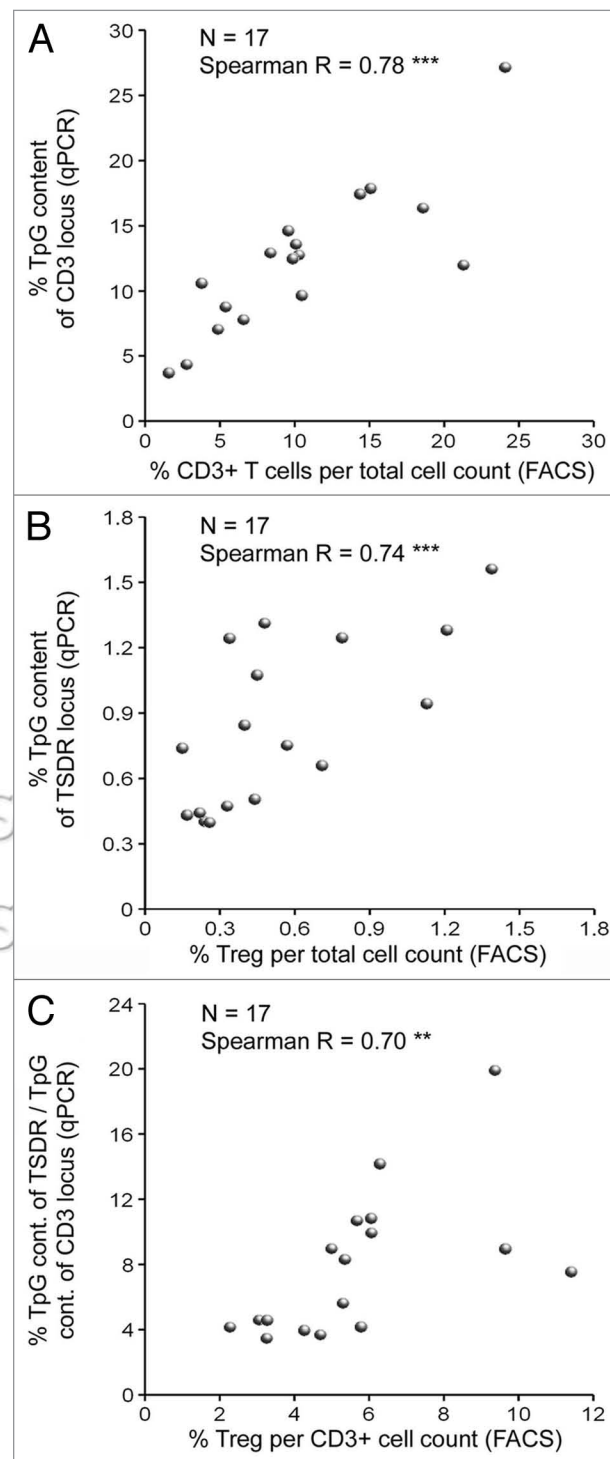 A
N = 17
Spearman R = 0.78 ***
% TpG content
of CD3 locus (qPCR)
30
25
20
15
10
5
0
0 5 10 15 20 25 30
% CD3+ T cells per total cell count (FACS)
B
N = 17
Spearman R = 0.74 ***
% TpG content
of TSDR locus (qPCR)
1.8
1.5
1.2
0.9
0.6
0.3
0
0 0.3 0.6 0.9 1.2 1.5 1.8
% Treg per total cell count (FACS)
C
N = 17
Spearman R = 0.70 **
% TpG cont. of TSDR / TpG
cont. of CD3 locus (qPCR)
24
20
16
12
8
4
0
0 2 4 6 8 10 12
% Treg per CD3+ cell count (FACS)